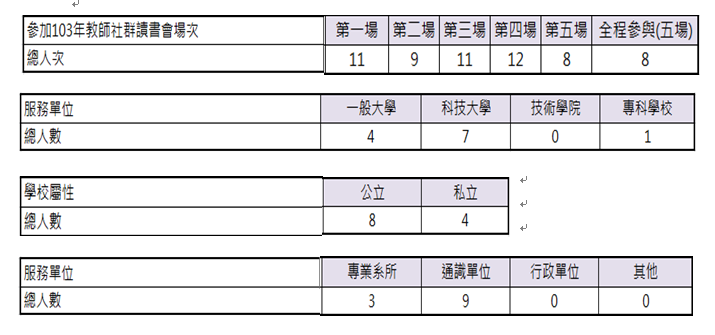 參加103年教師社群讀書會場次 第一場 第二場 第三場 第四場 第五場 全程參與(五場)
總人次 11 9 11 12 8 8
服務單位 一般大學 科技大學 技術學院 專科學校
總人數 4 7 0 1
學校屬性 公立 私立
總人數 8 4
服務單位 專業系所 通識單位 行政單位 其他
總人數 3 9 0 0